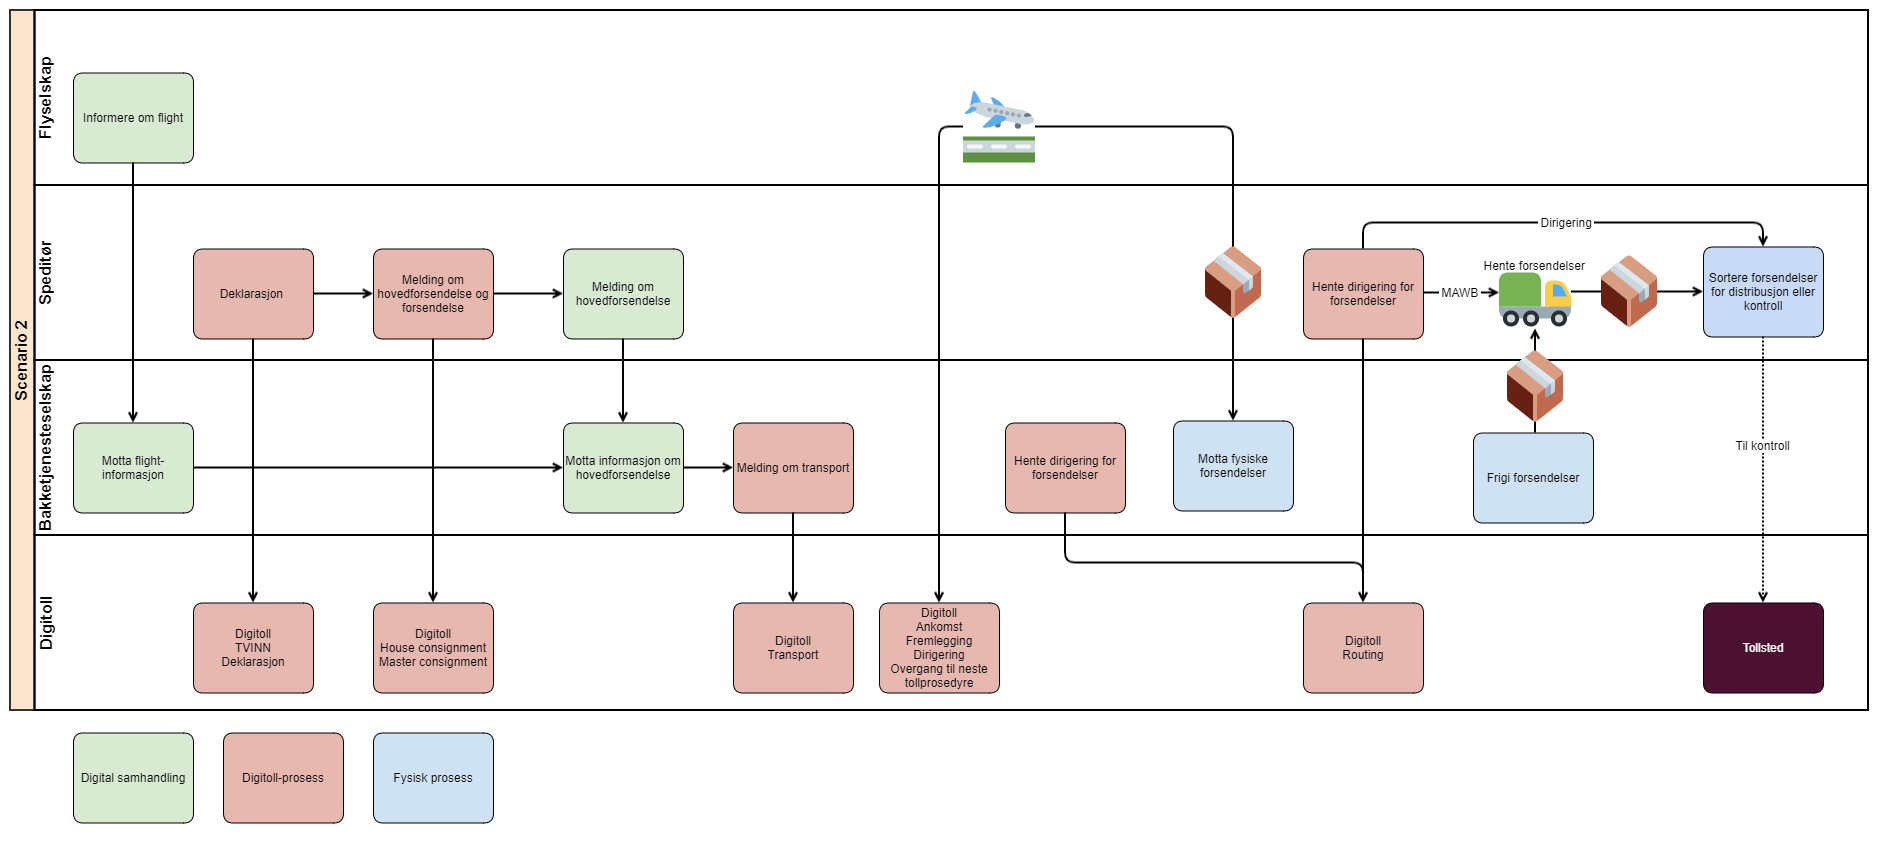 Scenario 2
Flyselskap
Informere om flight
Speditør
Deklarasjon
Melding om
hovedforsendelse og
forsendelse
Melding om
hovedforsendelse
Hente dirigering for
forsendelser
Dirigering
MAWB
Hente forsendelser
Sortere forsendelser
for distribusjon eller
kontroll
Bakketjenesteselskap
Motta flight-
informasjon
Motta informasjon om
hovedforsendelse
Melding om transport
Hente dirigering for
forsendelser
Motta fysiske
forsendelser
Frigi forsendelser
Til kontroll
Digitoll
Digitoll
TVINN
Deklarasjon
Digitoll
House consignment
Master consignment
Digitoll
Transport
Digitoll
Ankomst
Fremlegging
Dirigering
Overgang til neste
tollprosedyre
Digitoll
Routing
Tollsted
Digital samhandling
Digitoll-prosess
Fysisk prosess